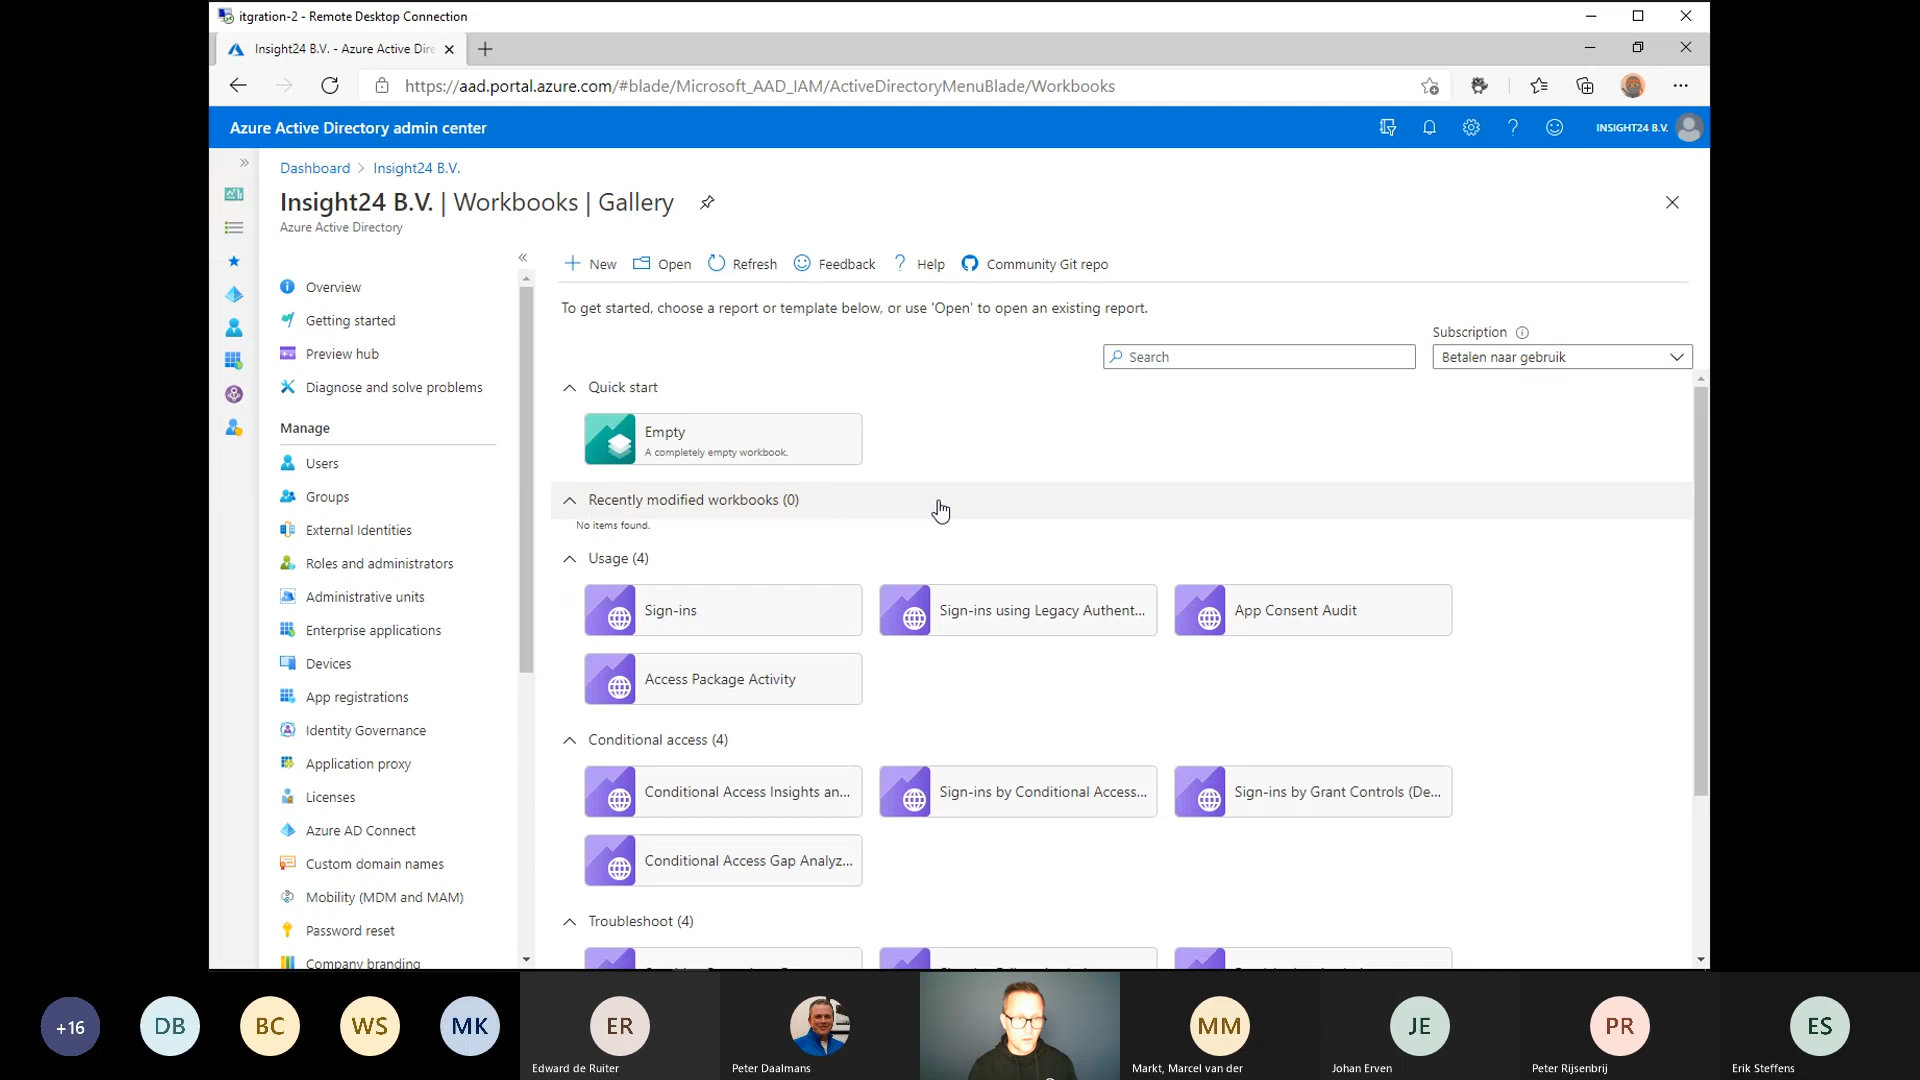 itgration-2 - Remote Desktop Connection
Insight24 B.V. - Azure Active Dire
https://aad.portal.azure.com/#blade/Microsoft_AAD_IAM/ActiveDirectoryMenuBlade/Workbooks
Azure Active Directory admin center
INSIGHT24 B.V.
Dashboard > Insight24 B.V.
Insight24 B.V. | Workbooks | Gallery
Azure Active Directory
Overview
Getting started
Preview hub
Diagnose and solve problems
Manage
Users
Groups
External Identities
Roles and administrators
Administrative units
Enterprise applications
Devices
App registrations
Identity Governance
Application proxy
Licenses
Azure AD Connect
Custom domain names
Mobility (MDM and MAM)
Password reset
Company branding
New Open Refresh Feedback Help Community Git repo
To get started, choose a report or template below, or use 'Open' to open an existing report.
Subscription
Search
Betalen naar gebruik
Quick start
Empty
A completely empty workbook.
Recently modified workbooks (0)
No items found.
Usage (4)
Sign-ins
Sign-ins using Legacy Authent...
App Consent Audit
Access Package Activity
Conditional access (4)
Conditional Access Insights an...
Sign-ins by Conditional Access...
Sign-ins by Grant Controls (De...
Conditional Access Gap Analyz...
Troubleshoot (4)
+16
DB
BC
WS
MK
ER
MM
JE
PR
ES
Edward de Ruiter
Peter Daalmans
Markt, Marcel van der
Johan Erven
Peter Rijsenbrij
Erik Steffens